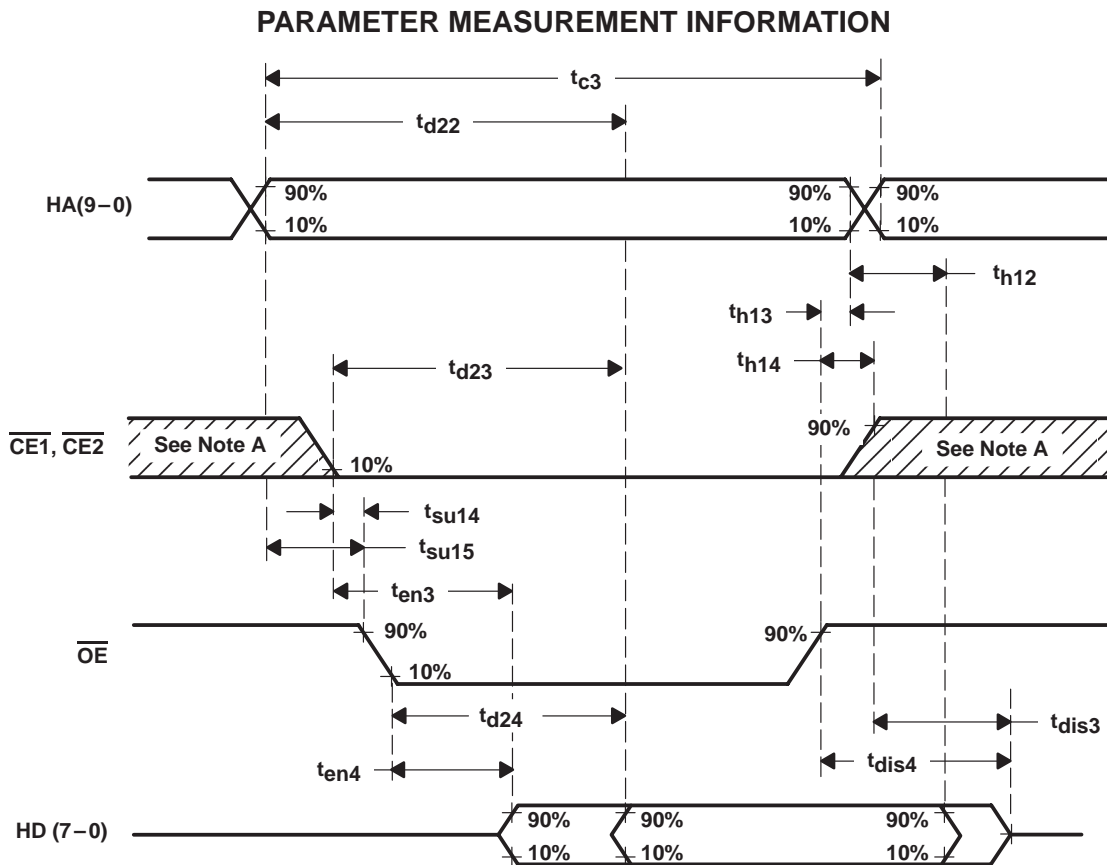 PARAMETER MEASUREMENT INFORMATION
tc3
td22
HA(9−0)
90% 90% 90%
10% 10% 10%
th12
th13
th14
td23
CE1, CE2
See Note A
90%
See Note A
10%
tsu14
tsu15
ten3
OE
90% 90%
10%
td24
tdis3
tdis4
ten4
HD (7−0)
90% 90% 90%
10% 10% 10%